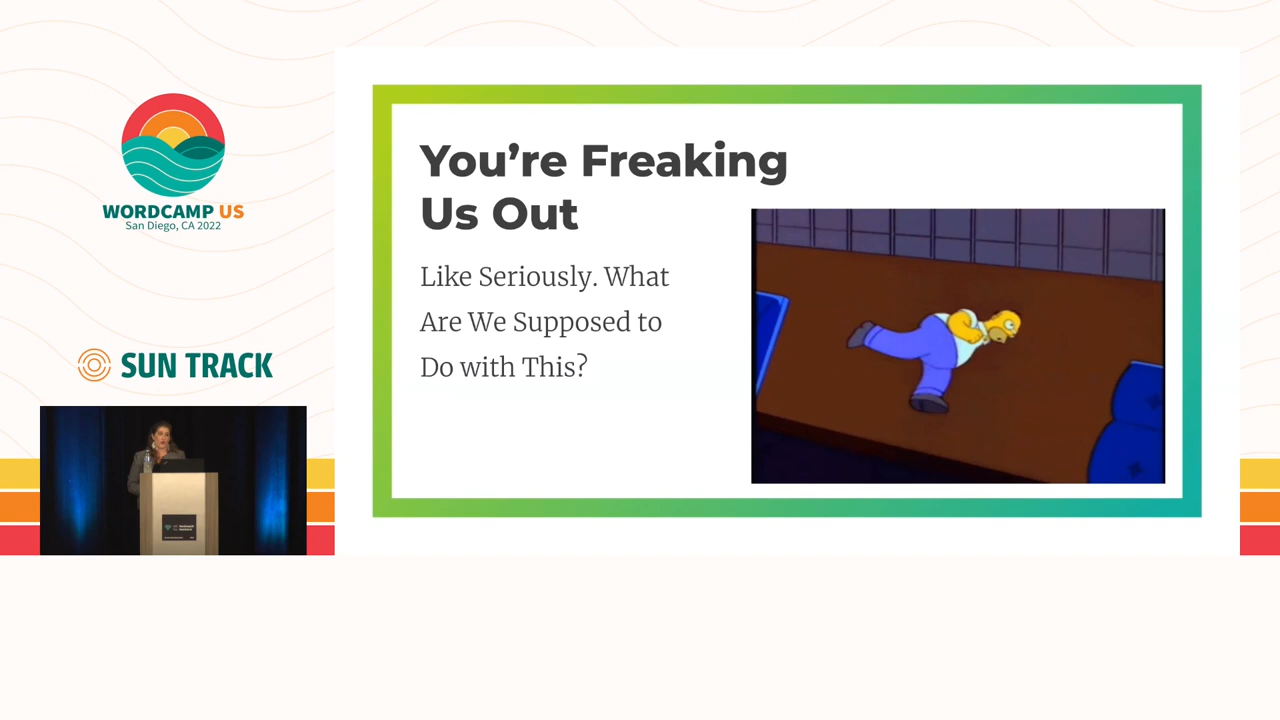 WORDCAMP US
San Diego, CA 2022
SUN TRACK
You're Freaking
Us Out
Like Seriously. What
Are We Supposed to
Do with This?